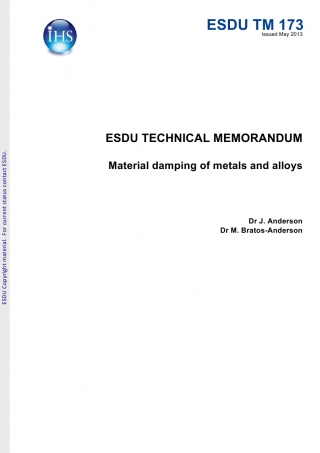 IHS
ESDU TM 173
Issued May 2013
ESDU TECHNICAL MEMORANDUM
Material damping of metals and alloys
Dr J. Anderson
Dr M. Bratos-Anderson
ESDU Copyright material. For current status contact ESDU.